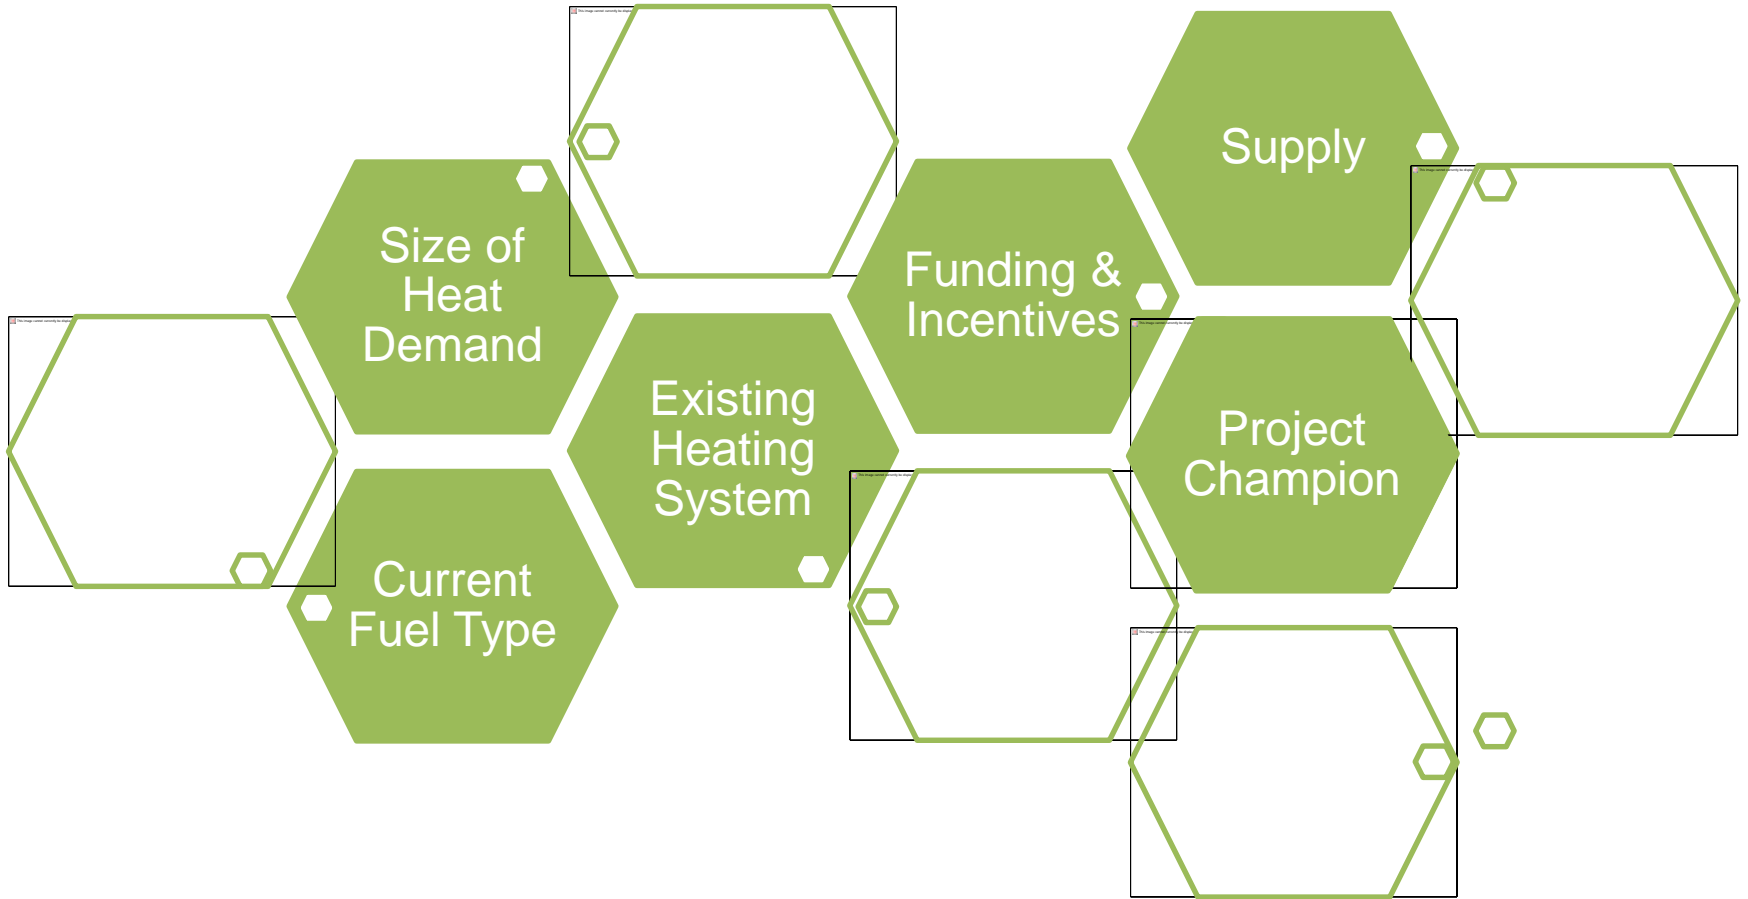 Size of
Heat
Demand
Current
Fuel Type
Existing
Heating
System
Funding &
Incentives
Supply
Project
Champion